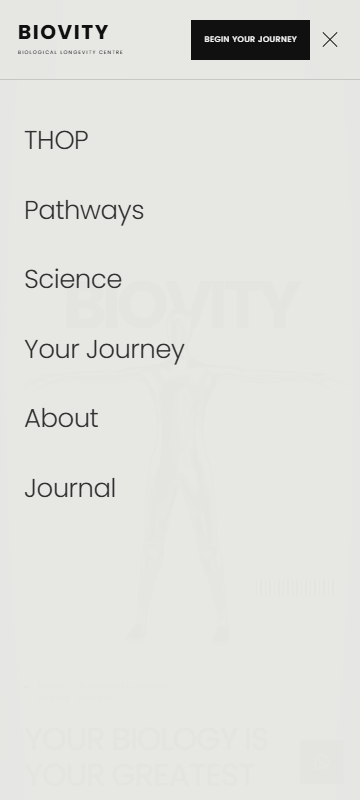 BIOVITY
BIOLOGICAL LONGEVITY CENTRE
BEGIN YOUR JOURNEY
THOP
Pathways
Science
BIOVITY
Your Journey
About
Journal
YOUR BIOLOGY IS
YOUR GREATEST